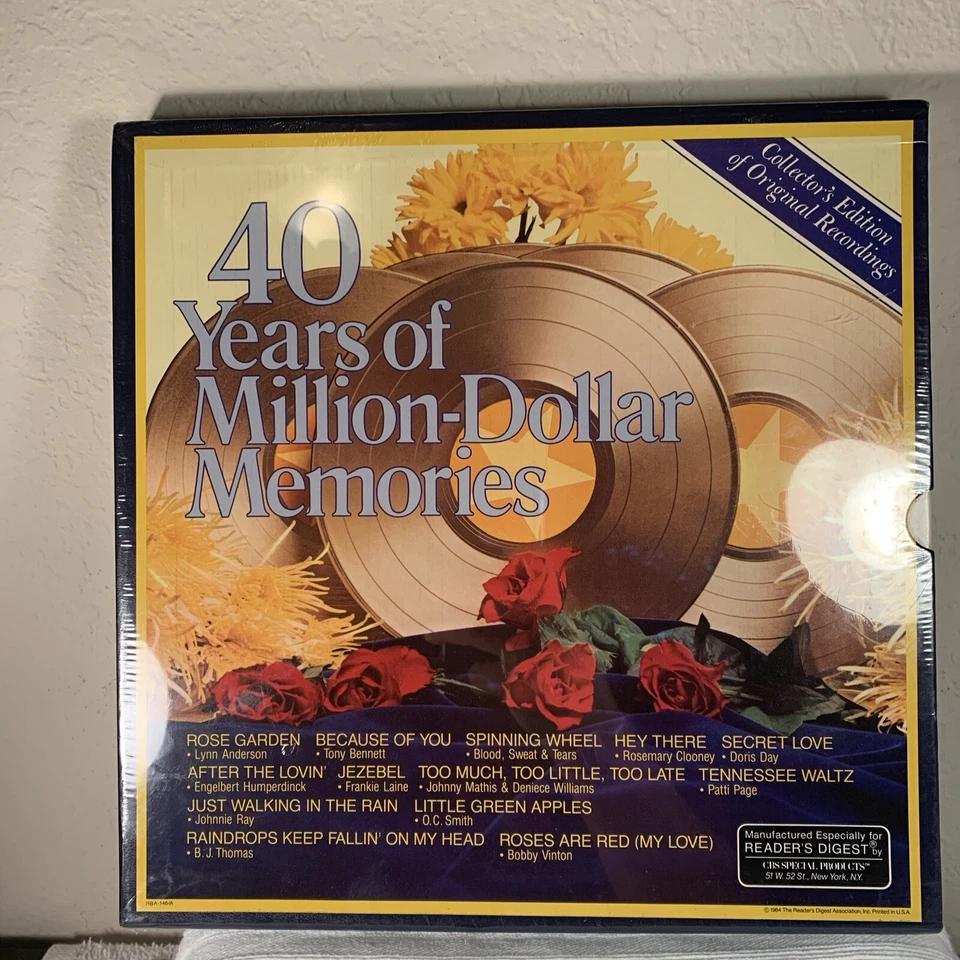 Collector's Edition
of Original Recordings
40
Years of
Million-Dollar
Memories
ROSE GARDEN BECAUSE OF YOU SPINNING WHEEL HEY THERE SECRET LOVE
• Lynn Anderson • Tony Bennett • Blood, Sweat & Tears • Rosemary Clooney • Doris Day
AFTER THE LOVIN' JEZEBEL TOO MUCH, TOO LITTLE, TOO LATE TENNESSEE WALTZ
• Engelbert Humperdinck • Frankie Laine • Johnny Mathis & Deniece Williams • Patti Page
JUST WALKING IN THE RAIN LITTLE GREEN APPLES
• Johnnie Ray • O.C. Smith
RAINDROPS KEEP FALLIN' ON MY HEAD ROSES ARE RED (MY LOVE)
• B.J. Thomas • Bobby Vinton
Manufactured Especially for
READER'S DIGEST® by
CBS SPECIAL PRODUCTS™
51 W. 52 St., New York, N.Y.
RBA-146/A
© 1984 The Reader's Digest Association, Inc. Printed in U.S.A.